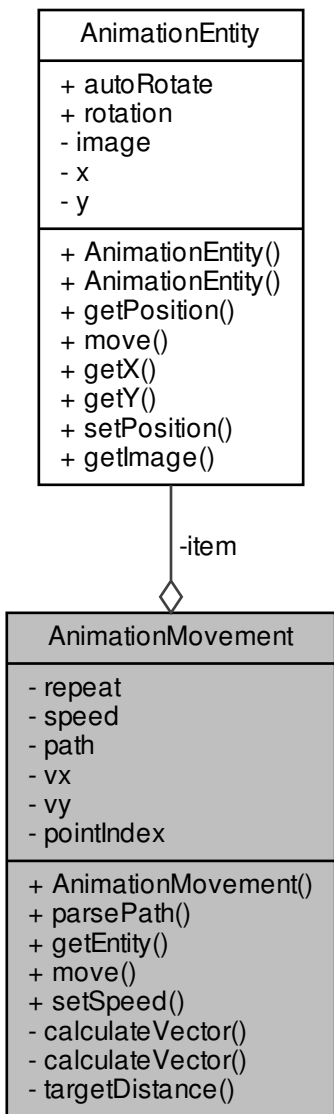 AnimationEntity
+ autoRotate
+ rotation
- image
- x
- y
+ AnimationEntity()
+ AnimationEntity()
+ getPosition()
+ move()
+ getX()
+ getY()
+ setPosition()
+ getImage()
-item
AnimationMovement
- repeat
- speed
- path
- vx
- vy
- pointIndex
+ AnimationMovement()
+ parsePath()
+ getEntity()
+ move()
+ setSpeed()
- calculateVector()
- calculateVector()
- targetDistance()